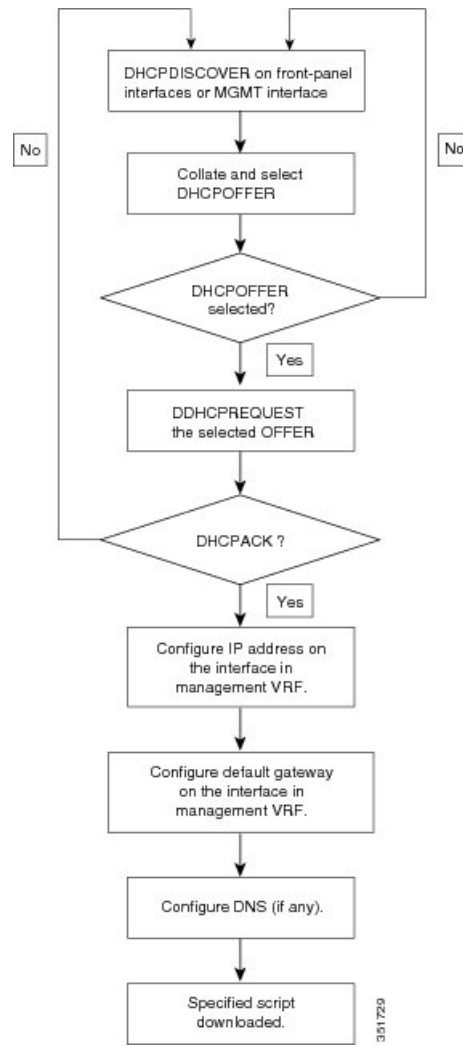 DHCPDISCOVER on front-panel
interfaces or MGMT interface
No
No
Collate and select
DHCPOFFER
DHCPOFFER
selected?
Yes
DDHCPREQUEST
the selected OFFER
DHCPACK ?
Yes
Configure IP address on
the interface in
management VRF.
Configure default gateway
on the interface in
management VRF.
Configure DNS (if any).
Specified script
downloaded.
351729